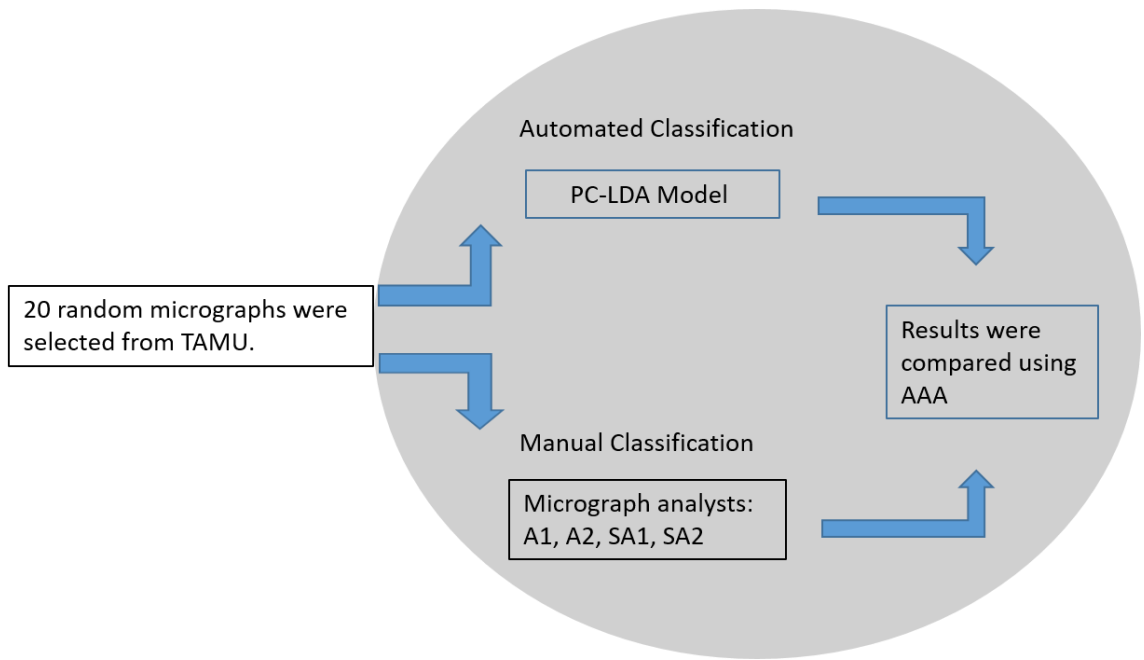 Automated Classification
PC-LDA Model
20 random micrographs were
selected from TAMU.
Results were
compared using
AAA
Manual Classification
Micrograph analysts:
A1, A2, SA1, SA2